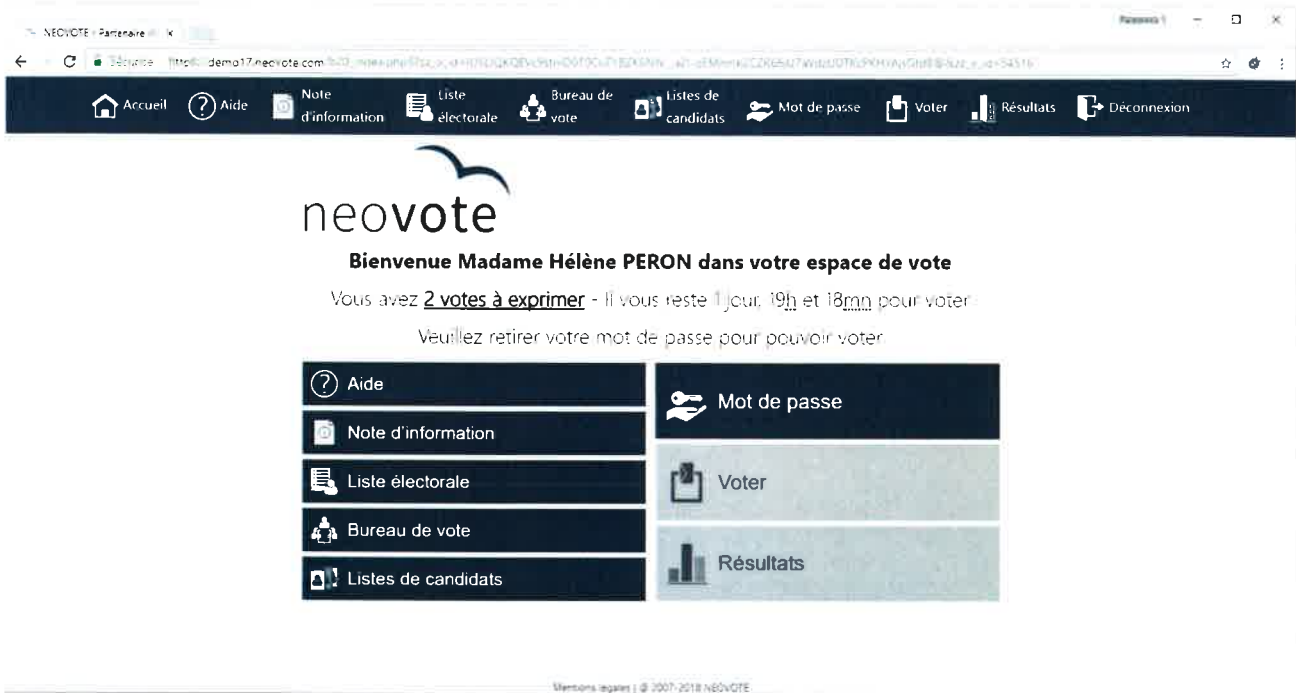 NEOVOTE - Partenaire
demo17.neovote.com
Accueil
Aide
Note d'information
Liste électorale
Bureau de vote
Listes de candidats
Mot de passe
Voter
Résultats
Déconnexion
neovote
Bienvenue Madame Hélène PERON dans votre espace de vote
Vous avez 2 votes à exprimer - Il vous reste 1 jour, 19h et 18mn pour voter
Veuillez retirer votre mot de passe pour pouvoir voter
Aide
Note d'information
Liste électorale
Bureau de vote
Listes de candidats
Mot de passe
Voter
Résultats
Mentions légales | @ 2007-2018 NEOVOTE